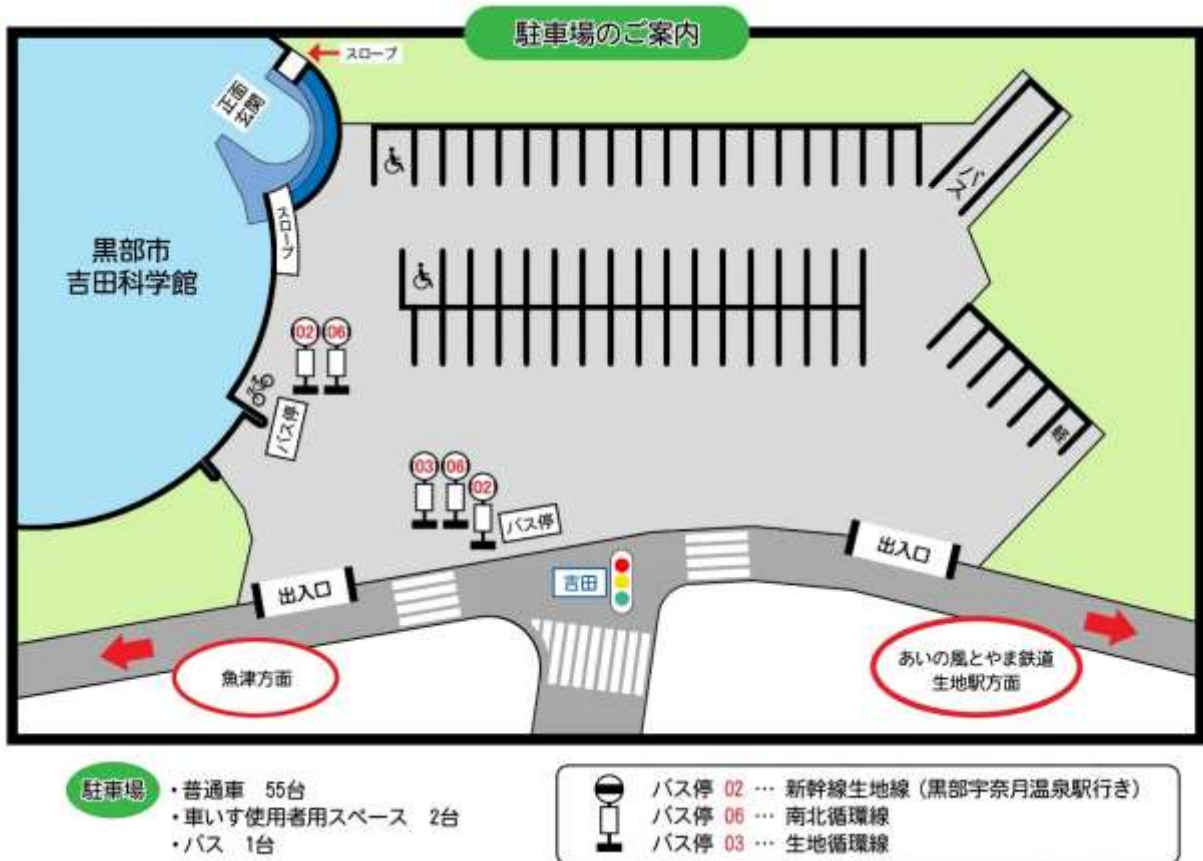 駐車場のご案内
スロープ
正面
玄関
バス
スロープ
黒部市
吉田科学館
02 06
バス停
軽
03 06
02
バス停
出入口
吉田
出入口
魚津方面
あいの風とやま鉄道
生地駅方面
駐車場
・普通車 55台
・車いす使用者用スペース 2台
・バス 1台
バス停 02 … 新幹線生地線（黒部宇奈月温泉駅行き）
バス停 06 … 南北循環線
バス停 03 … 生地循環線